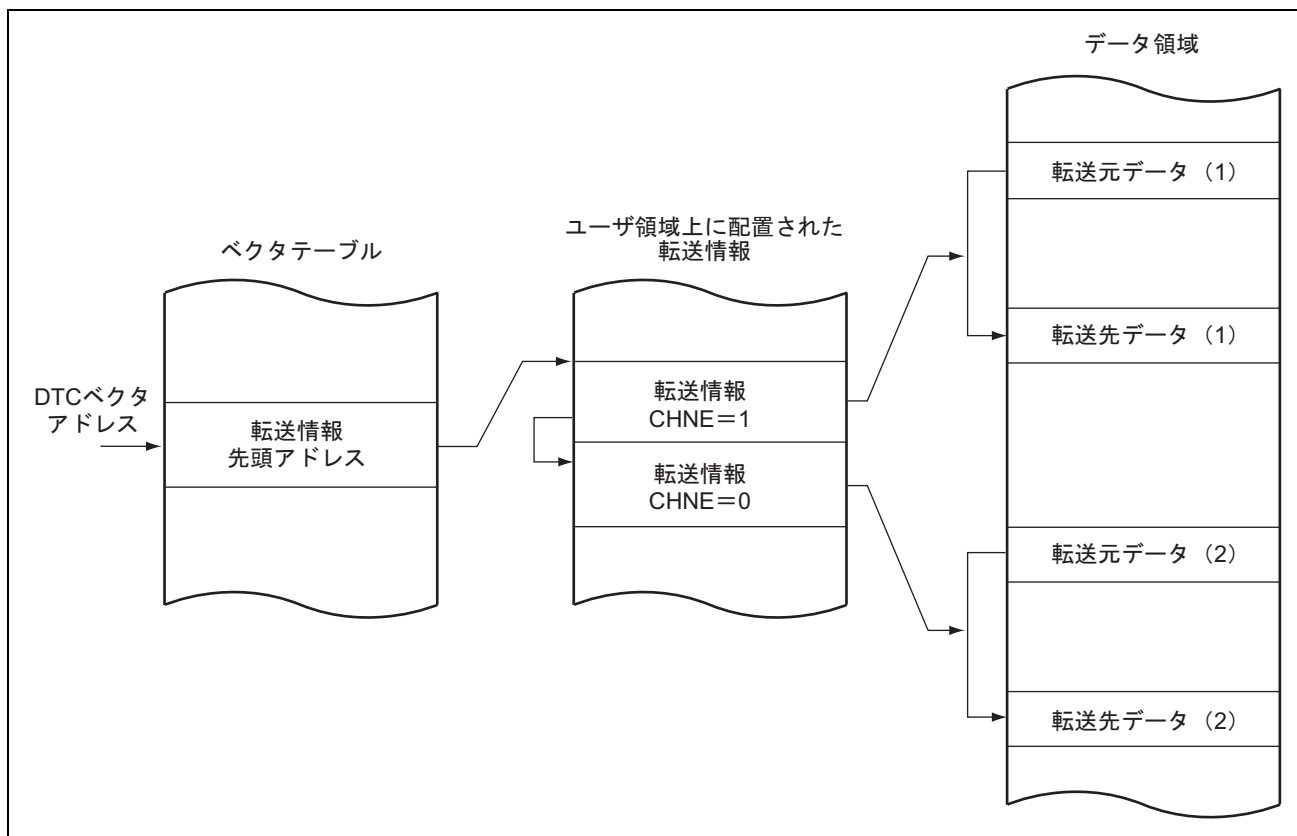 データ領域
転送元データ（1）
転送先データ（1）
転送元データ（2）
転送先データ（2）
ユーザ領域上に配置された
転送情報
転送情報
CHNE＝1
転送情報
CHNE＝0
ベクタテーブル
DTCベクタ
アドレス
転送情報
先頭アドレス